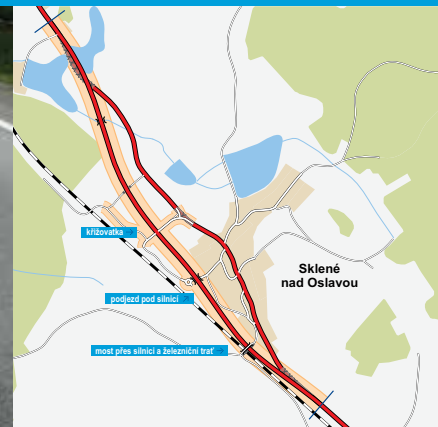 křižovatka
Sklené
nad Oslavou
podjezd pod silnicí
most přes silnici a železniční trať